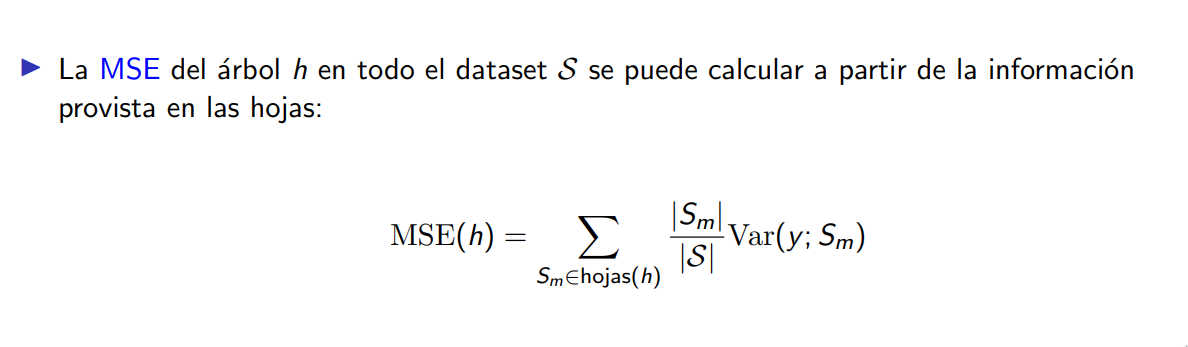 ▶ La MSE del árbol h en todo el dataset 𝒮 se puede calcular a partir de la información
provista en las hojas:
MSE(h) = ∑_{S_m∈hojas(h)} |S_m|/|𝒮| Var(y; S_m)